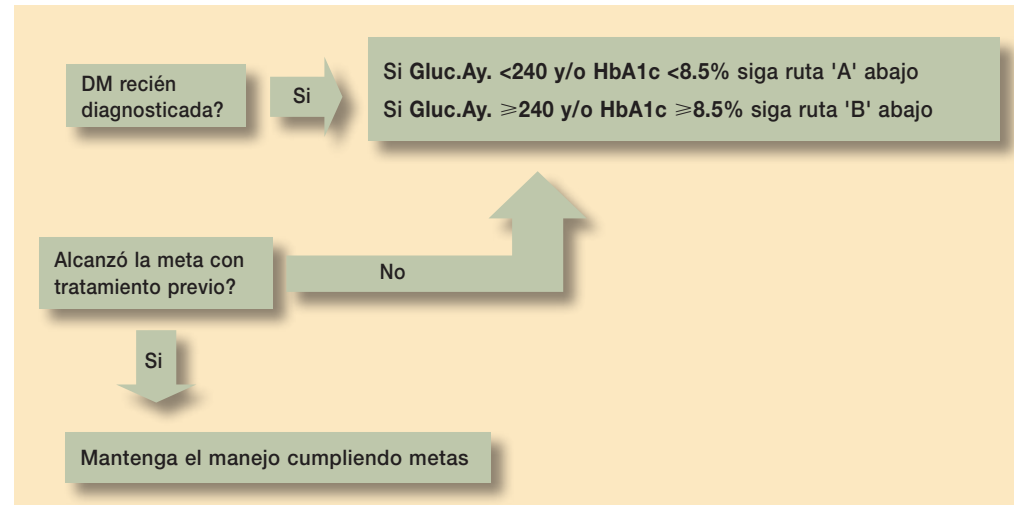 DM recién
diagnosticada?
Si
Si Gluc.Ay. <240 y/o HbA1c <8.5% siga ruta 'A' abajo
Si Gluc.Ay. ⩾240 y/o HbA1c ⩾8.5% siga ruta 'B' abajo
Alcanzó la meta con
tratamiento previo?
No
Si
Mantenga el manejo cumpliendo metas